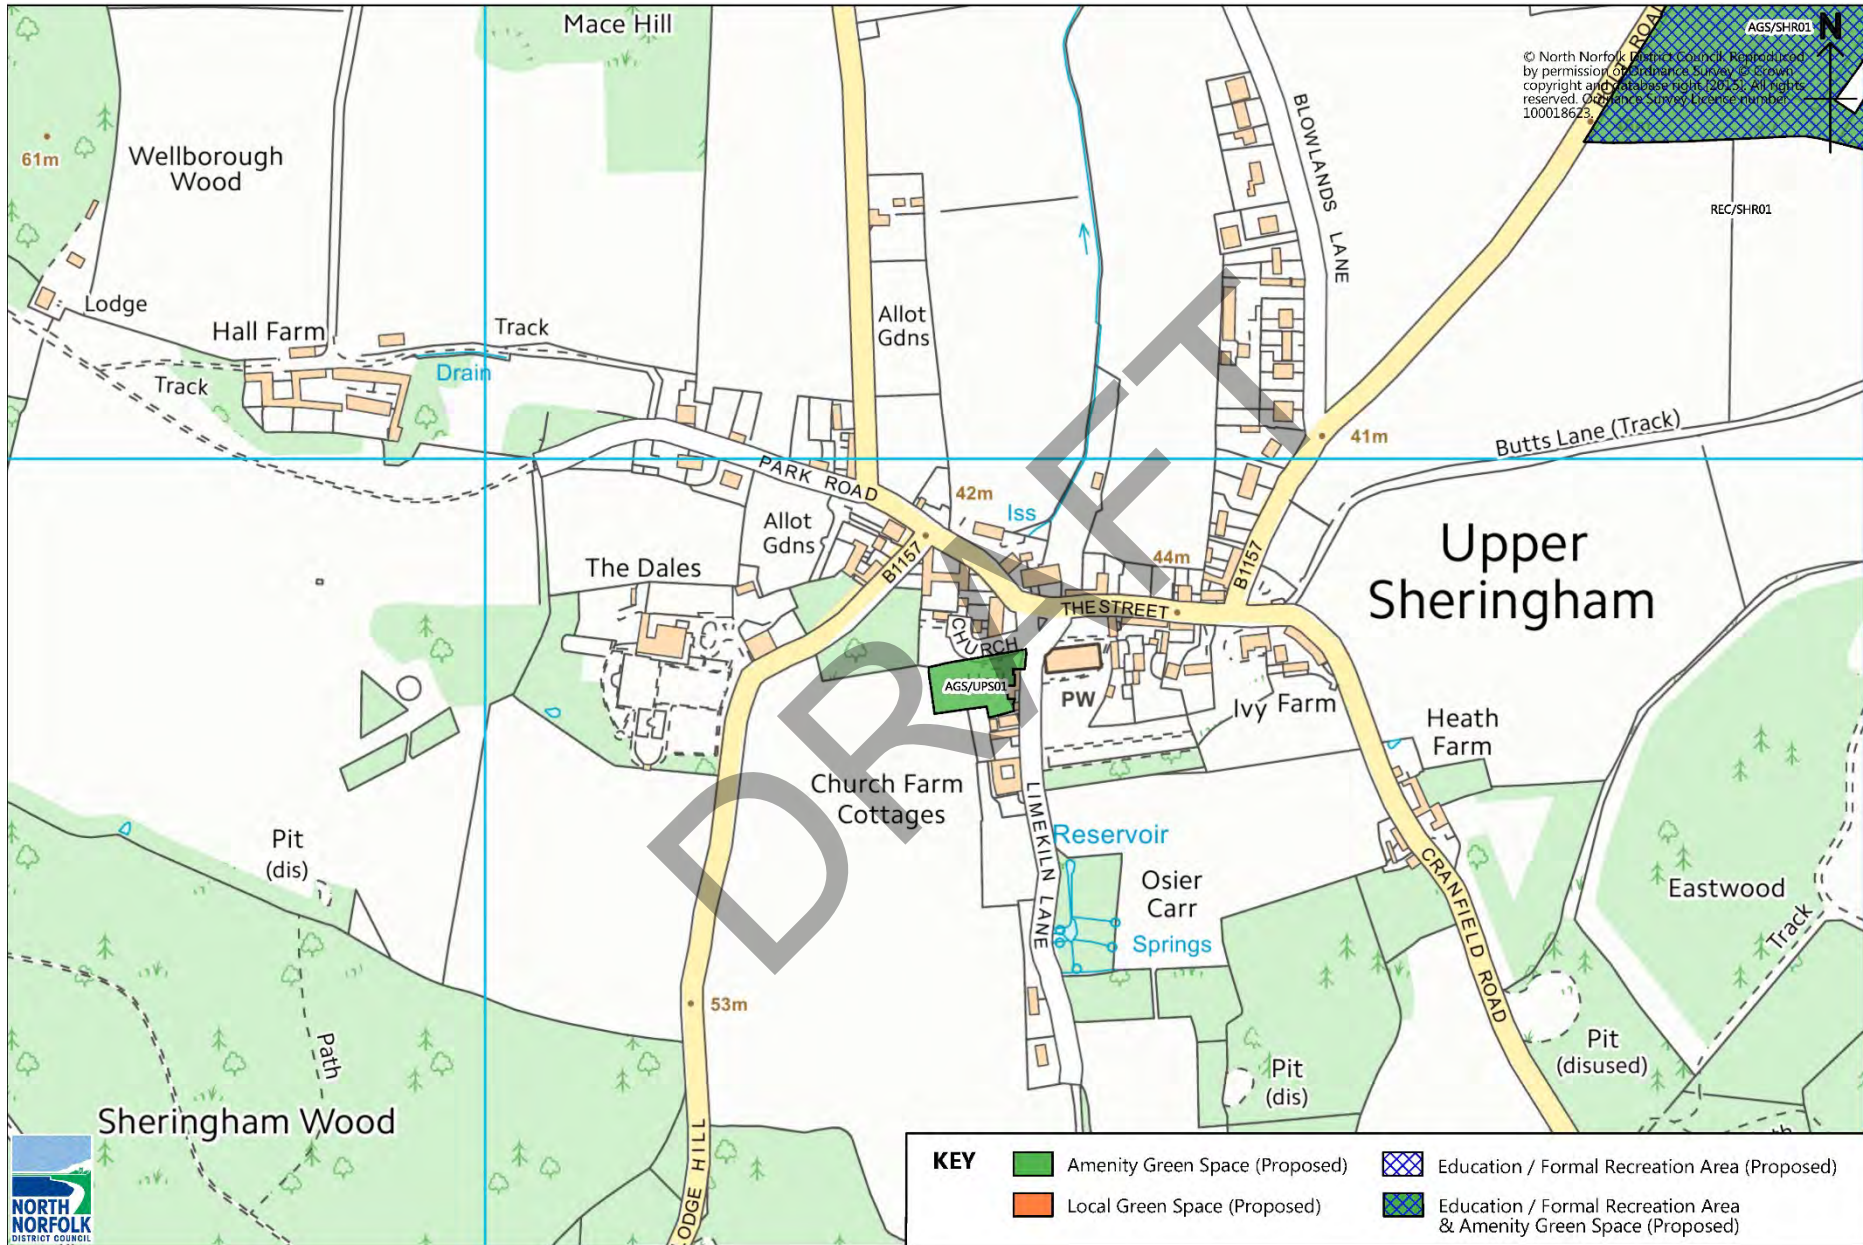 Mace Hill
AGS/SHR01
N
© North Norfolk District Council. Reproduced
by permission of Ordnance Survey © Crown
copyright and database right [2015]. All rights
reserved. Ordnance Survey Licence number
100018623.
HOLT ROAD
61m
Wellborough
Wood
BLOWLANDS LANE
REC/SHR01
Lodge
Hall Farm
Track
Allot
Gdns
Drain
Track
41m
Butts Lane (Track)
PARK ROAD
42m
Iss
Allot
Gdns
B1157
44m
B1157
Upper
Sheringham
The Dales
THE STREET
CHURCH
AGS/UPS01
PW
Ivy Farm
Heath
Farm
Church Farm
Cottages
LIMEKILN LANE
Reservoir
Pit
(dis)
Osier
Carr
CRANFIELD ROAD
Eastwood
Springs
Track
53m
Path
Pit
(disused)
Pit
(dis)
Sheringham Wood
LODGE HILL
DRAFT
NORTH
NORFOLK
DISTRICT COUNCIL
KEY
Amenity Green Space (Proposed)
Local Green Space (Proposed)
Education / Formal Recreation Area (Proposed)
Education / Formal Recreation Area
& Amenity Green Space (Proposed)